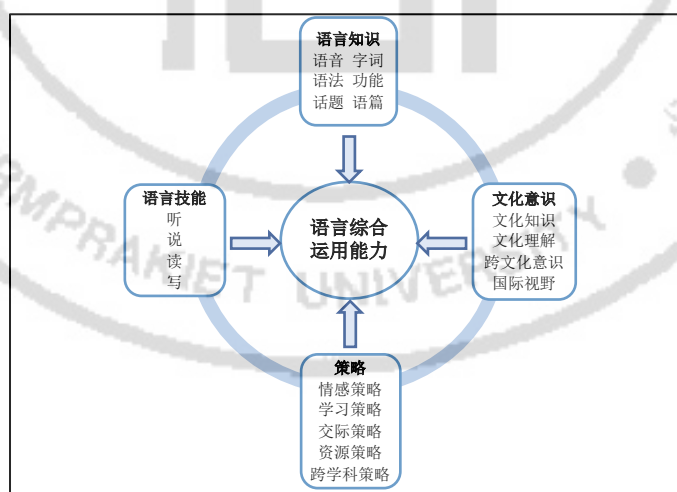 语言知识
语音 字词
语法 功能
话题 语篇
语言技能
听
说
读
写
语言综合
运用能力
文化意识
文化知识
文化理解
跨文化意识
国际视野
策略
情感策略
学习策略
交际策略
资源策略
跨学科策略